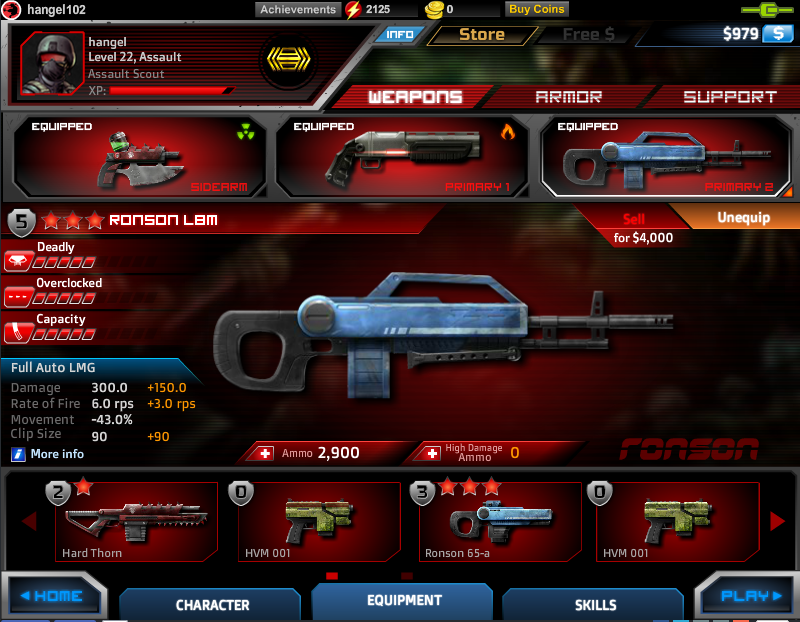 hangel102
Achievements
2125
0
Buy Coins
hangel
Level 22, Assault
Assault Scout
XP:
INFO
Store
Free $
$979
$
WEAPONS
ARMOR
SUPPORT
EQUIPPED
SIDEARM
EQUIPPED
PRIMARY 1
EQUIPPED
PRIMARY 2
5
RONSON LBM
Sell
for $4,000
Unequip
Deadly
Overclocked
Capacity
Full Auto LMG
Damage 300.0 +150.0
Rate of Fire 6.0 rps +3.0 rps
Movement -43.0%
Clip Size 90 +90
i More info
Ammo 2,900
High Damage
Ammo 0
RONSON
2
Hard Thorn
0
HVM 001
3
Ronson 65-a
0
HVM 001
HOME
CHARACTER
EQUIPMENT
SKILLS
PLAY